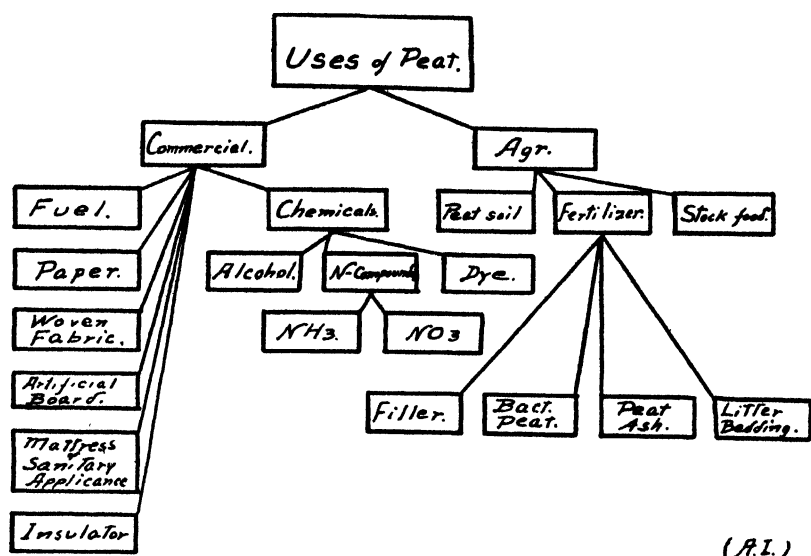 Uses of Peat.
Commercial.
Agr.
Fuel.
Chemicals.
Peat soil
Fertilizer.
Stock food.
Paper.
Alcohol.
N-Compound
Dye.
Woven
Fabric.
NH3.
NO3
Artificial
Board.
Filler.
Bact.
Peat.
Peat
Ash.
Litter
Bedding.
Mattress
Sanitary
Applicance
Insulator
(A.I.)